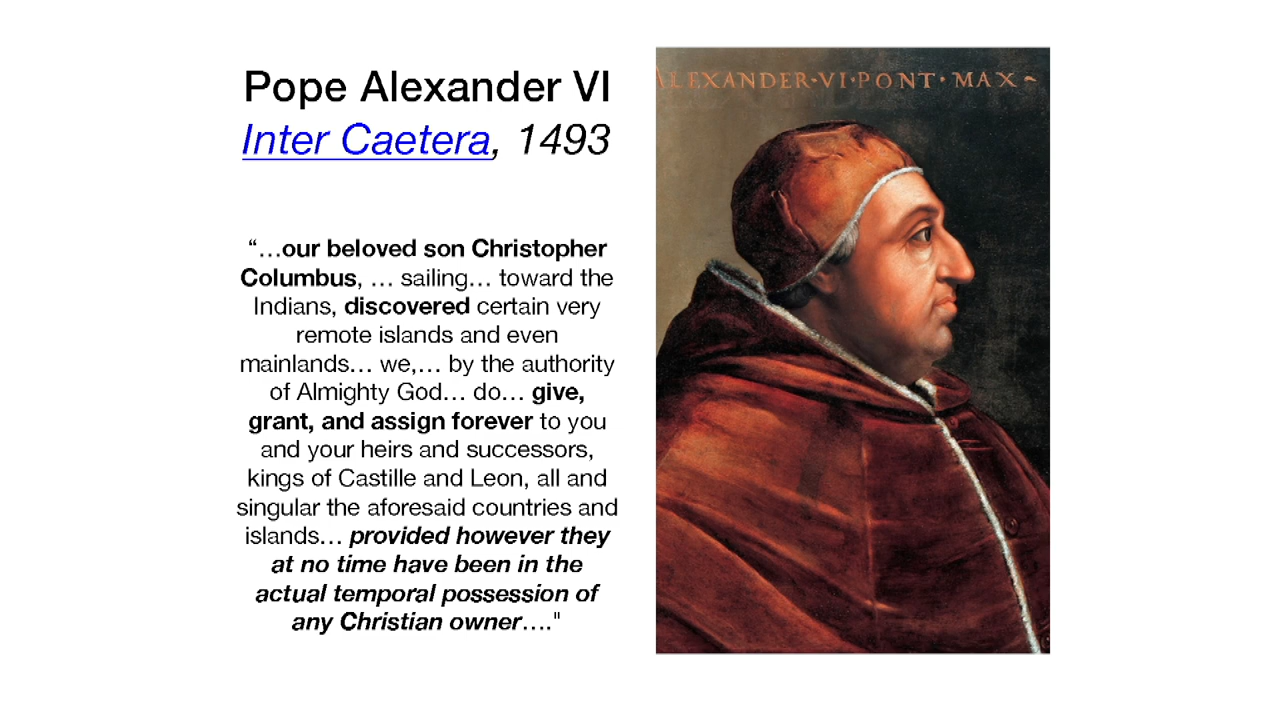 Pope Alexander VI
Inter Caetera, 1493
“…our beloved son Christopher
Columbus, … sailing… toward the
Indians, discovered certain very
remote islands and even
mainlands… we,… by the authority
of Almighty God… do… give,
grant, and assign forever to you
and your heirs and successors,
kings of Castille and Leon, all and
singular the aforesaid countries and
islands… provided however they
at no time have been in the
actual temporal possession of
any Christian owner…."
ALEXANDER·VI·PONT·MAX~